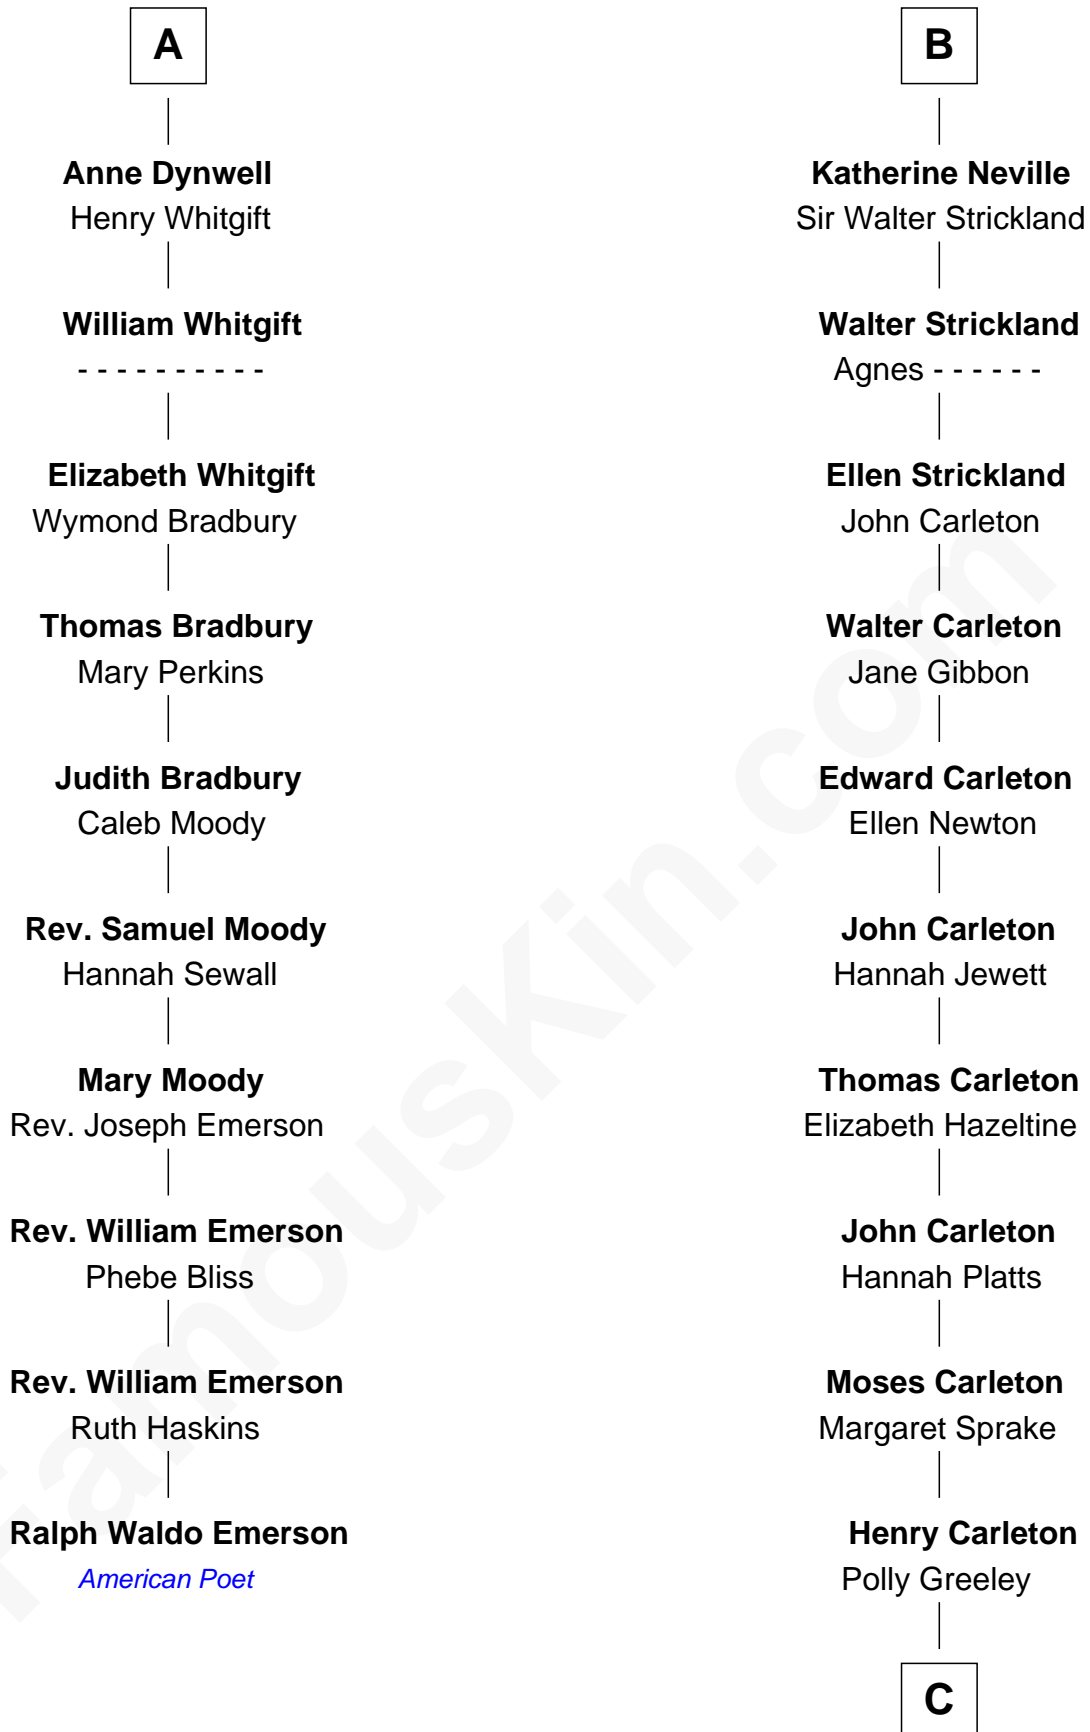 A
Anne Dynwell
Henry Whitgift
William Whitgift
- - - - - - - - - -
Elizabeth Whitgift
Wymond Bradbury
Thomas Bradbury
Mary Perkins
Judith Bradbury
Caleb Moody
Rev. Samuel Moody
Hannah Sewall
Mary Moody
Rev. Joseph Emerson
Rev. William Emerson
Phebe Bliss
Rev. William Emerson
Ruth Haskins
Ralph Waldo Emerson
American Poet
B
Katherine Neville
Sir Walter Strickland
Walter Strickland
Agnes - - - - - -
Ellen Strickland
John Carleton
Walter Carleton
Jane Gibbon
Edward Carleton
Ellen Newton
John Carleton
Hannah Jewett
Thomas Carleton
Elizabeth Hazeltine
John Carleton
Hannah Platts
Moses Carleton
Margaret Sprake
Henry Carleton
Polly Greeley
C
FamousKin.com